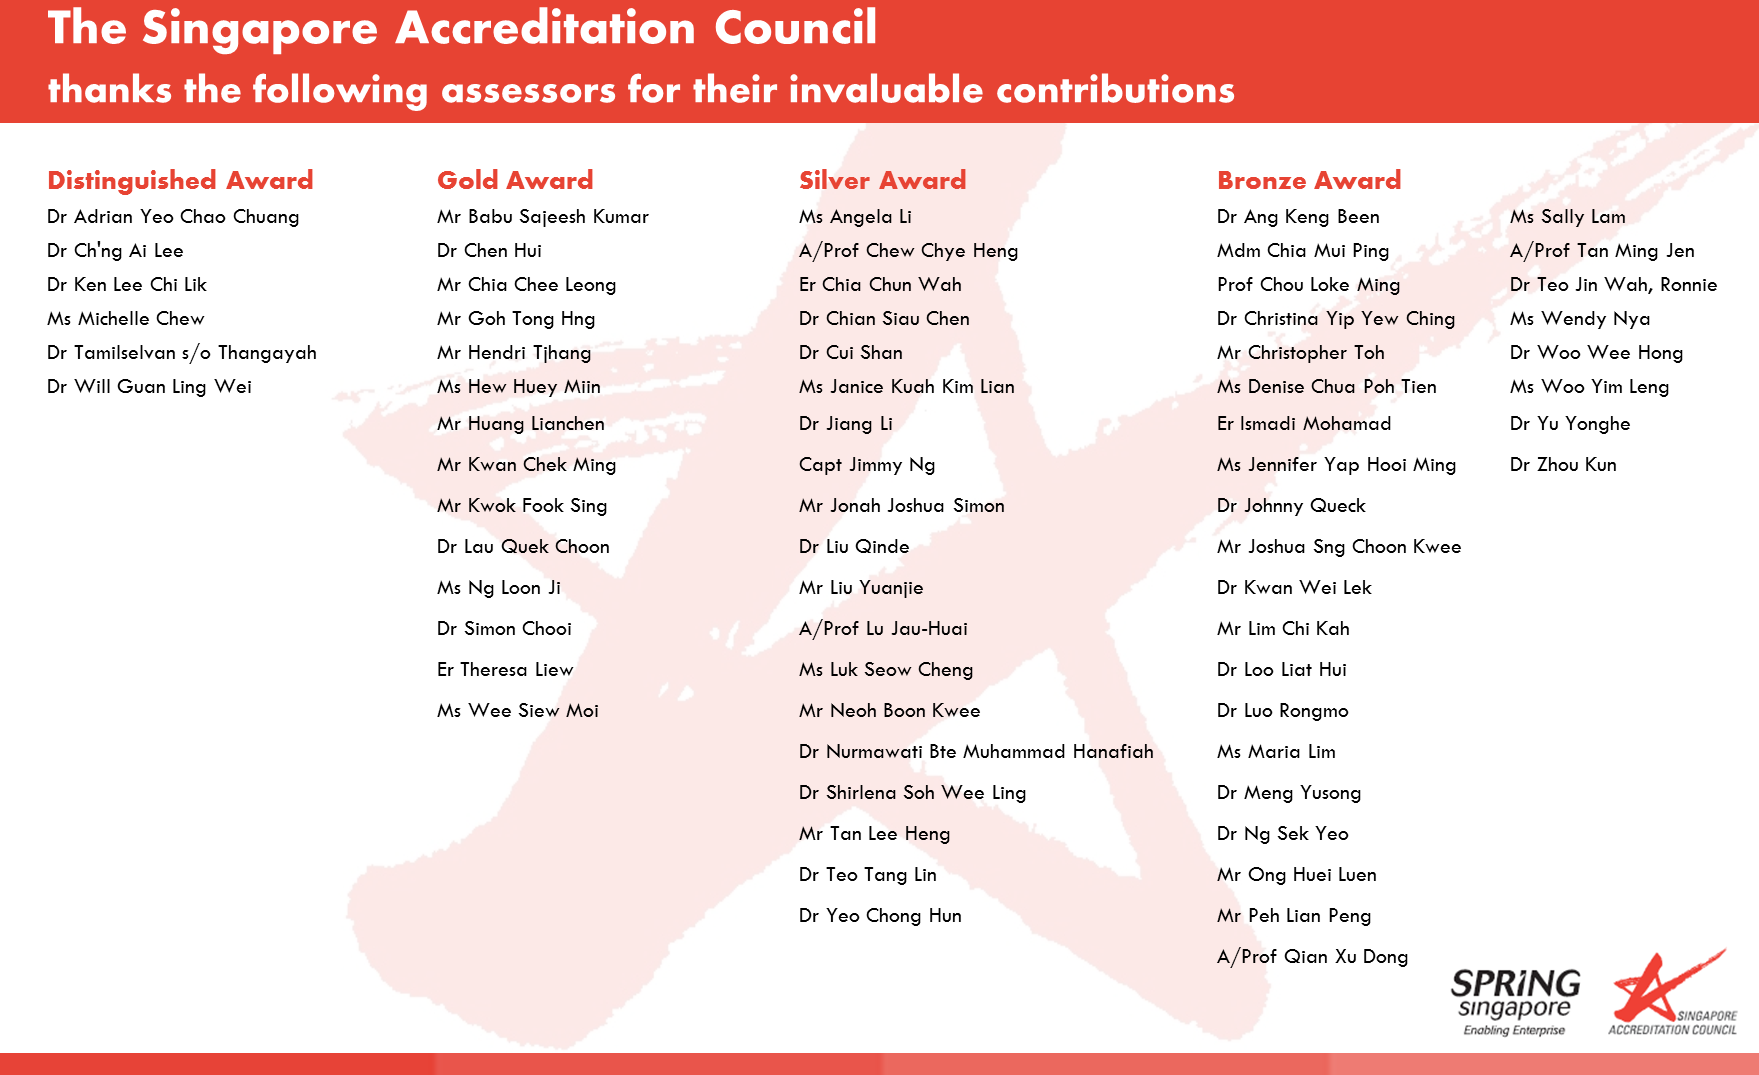 The Singapore Accreditation Council
thanks the following assessors for their invaluable contributions
Distinguished Award
Dr Adrian Yeo Chao Chuang
Dr Ch'ng Ai Lee
Dr Ken Lee Chi Lik
Ms Michelle Chew
Dr Tamilselvan s/o Thangayah
Dr Will Guan Ling Wei
Gold Award
Mr Babu Sajeesh Kumar
Dr Chen Hui
Mr Chia Chee Leong
Mr Goh Tong Hng
Mr Hendri Tjhang
Ms Hew Huey Miin
Mr Huang Lianchen
Mr Kwan Chek Ming
Mr Kwok Fook Sing
Dr Lau Quek Choon
Ms Ng Loon Ji
Dr Simon Chooi
Er Theresa Liew
Ms Wee Siew Moi
Silver Award
Ms Angela Li
A/Prof Chew Chye Heng
Er Chia Chun Wah
Dr Chian Siau Chen
Dr Cui Shan
Ms Janice Kuah Kim Lian
Dr Jiang Li
Capt Jimmy Ng
Mr Jonah Joshua Simon
Dr Liu Qinde
Mr Liu Yuanjie
A/Prof Lu Jau-Huai
Ms Luk Seow Cheng
Mr Neoh Boon Kwee
Dr Nurmawati Bte Muhammad Hanafiah
Dr Shirlena Soh Wee Ling
Mr Tan Lee Heng
Dr Teo Tang Lin
Dr Yeo Chong Hun
Bronze Award
Dr Ang Keng Been
Mdm Chia Mui Ping
Prof Chou Loke Ming
Dr Christina Yip Yew Ching
Mr Christopher Toh
Ms Denise Chua Poh Tien
Er Ismadi Mohamad
Ms Jennifer Yap Hooi Ming
Dr Johnny Queck
Mr Joshua Sng Choon Kwee
Dr Kwan Wei Lek
Mr Lim Chi Kah
Dr Loo Liat Hui
Dr Luo Rongmo
Ms Maria Lim
Dr Meng Yusong
Dr Ng Sek Yeo
Mr Ong Huei Luen
Mr Peh Lian Peng
A/Prof Qian Xu Dong
Ms Sally Lam
A/Prof Tan Ming Jen
Dr Teo Jin Wah, Ronnie
Ms Wendy Nya
Dr Woo Wee Hong
Ms Woo Yim Leng
Dr Yu Yonghe
Dr Zhou Kun
SPRiNG
singapore
Enabling Enterprise
SINGAPORE
ACCREDITATION COUNCIL